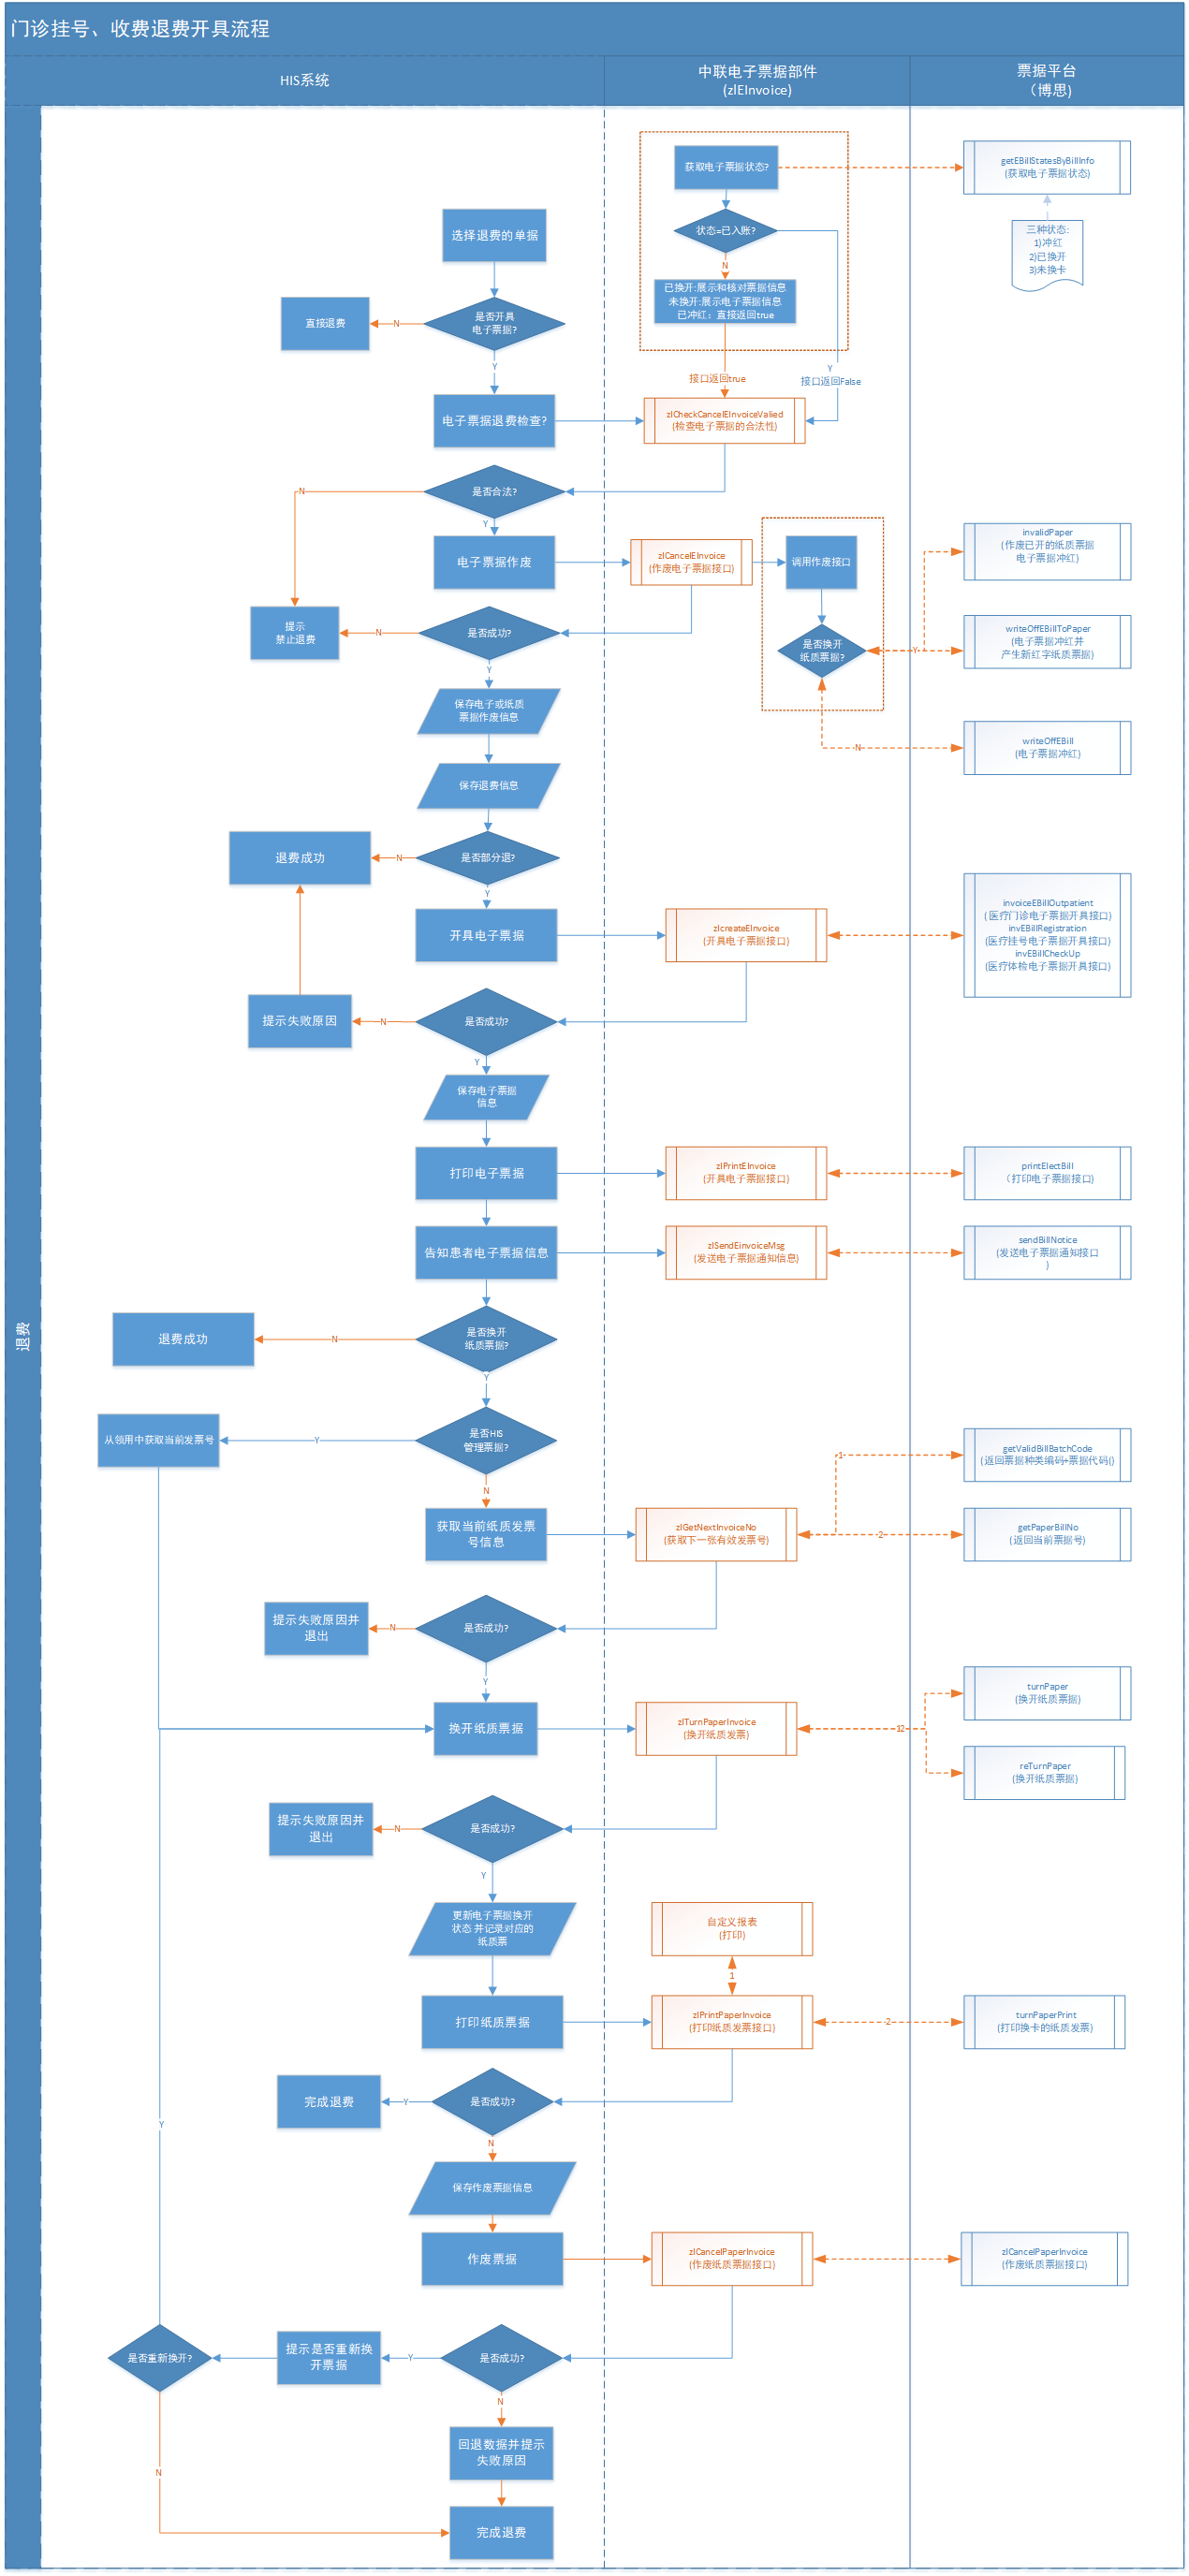 门诊挂号、收费退费开具流程
HIS系统
中联电子票据部件
(zlEInvoice)
票据平台
（博思)
退费
获取电子票据状态?
getEBillStatesByBillInfo
(获取电子票据状态)
选择退费的单据
状态=已入账?
三种状态:
1)冲红
2)已换开
3)未换卡
N
已换开:展示和核对票据信息
未换开:展示电子票据信息
已冲红：直接返回true
是否开具
电子票据?
N
直接退费
Y
接口返回true
Y
接口返回False
电子票据退费检查?
zlCheckCancelEInvoiceValied
(检查电子票据的合法性)
是否合法?
N
Y
电子票据作废
zlCancelEInvoice
(作废电子票据接口)
调用作废接口
invalidPaper
(作废已开的纸质票据
电子票据冲红)
提示
禁止退费
N
是否成功?
是否换开
纸质票据?
Y
writeOffEBillToPaper
(电子票据冲红并
产生新红字纸质票据)
Y
保存电子或纸质
票据作废信息
N
writeOffEBill
(电子票据冲红)
保存退费信息
退费成功
N
是否部分退?
Y
开具电子票据
zlcreateEInvoice
(开具电子票据接口)
invoiceEBillOutpatient
(医疗门诊电子票据开具接口)
invEBillRegistration
(医疗挂号电子票据开具接口)
invEBillCheckUp
(医疗体检电子票据开具接口)
提示失败原因
N
是否成功?
Y
保存电子票据
信息
打印电子票据
zlPrintEInvoice
(开具电子票据接口)
printElectBill
（打印电子票据接口)
告知患者电子票据信息
zlSendEinvoiceMsg
(发送电子票据通知信息)
sendBillNotice
(发送电子票据通知接口
)
退费成功
N
是否换开
纸质票据?
Y
从领用中获取当前发票号
Y
是否HIS
管理票据?
1
getValidBillBatchCode
(返回票据种类编码+票据代码()
N
获取当前纸质发票
号信息
zlGetNextInvoiceNo
(获取下一张有效发票号)
2
getPaperBillNo
(返回当前票据号)
提示失败原因并
退出
N
是否成功?
Y
turnPaper
(换开纸质票据)
换开纸质票据
zlTurnPaperInvoice
(换开纸质发票)
12
reTurnPaper
(换开纸质票据)
提示失败原因并
退出
N
是否成功?
Y
更新电子票据换开
状态 并记录对应的
纸质票
自定义报表
(打印)
1
打印纸质票据
zlPrintPaperInvoice
(打印纸质发票接口)
2
turnPaperPrint
(打印换卡的纸质发票)
完成退费
Y
是否成功?
Y
N
保存作废票据信息
作废票据
zlCancelPaperInvoice
(作废纸质票据接口)
zlCancelPaperInvoice
(作废纸质票据接口)
是否重新换开?
提示是否重新换
开票据
Y
是否成功?
N
回退数据并提示
失败原因
N
完成退费